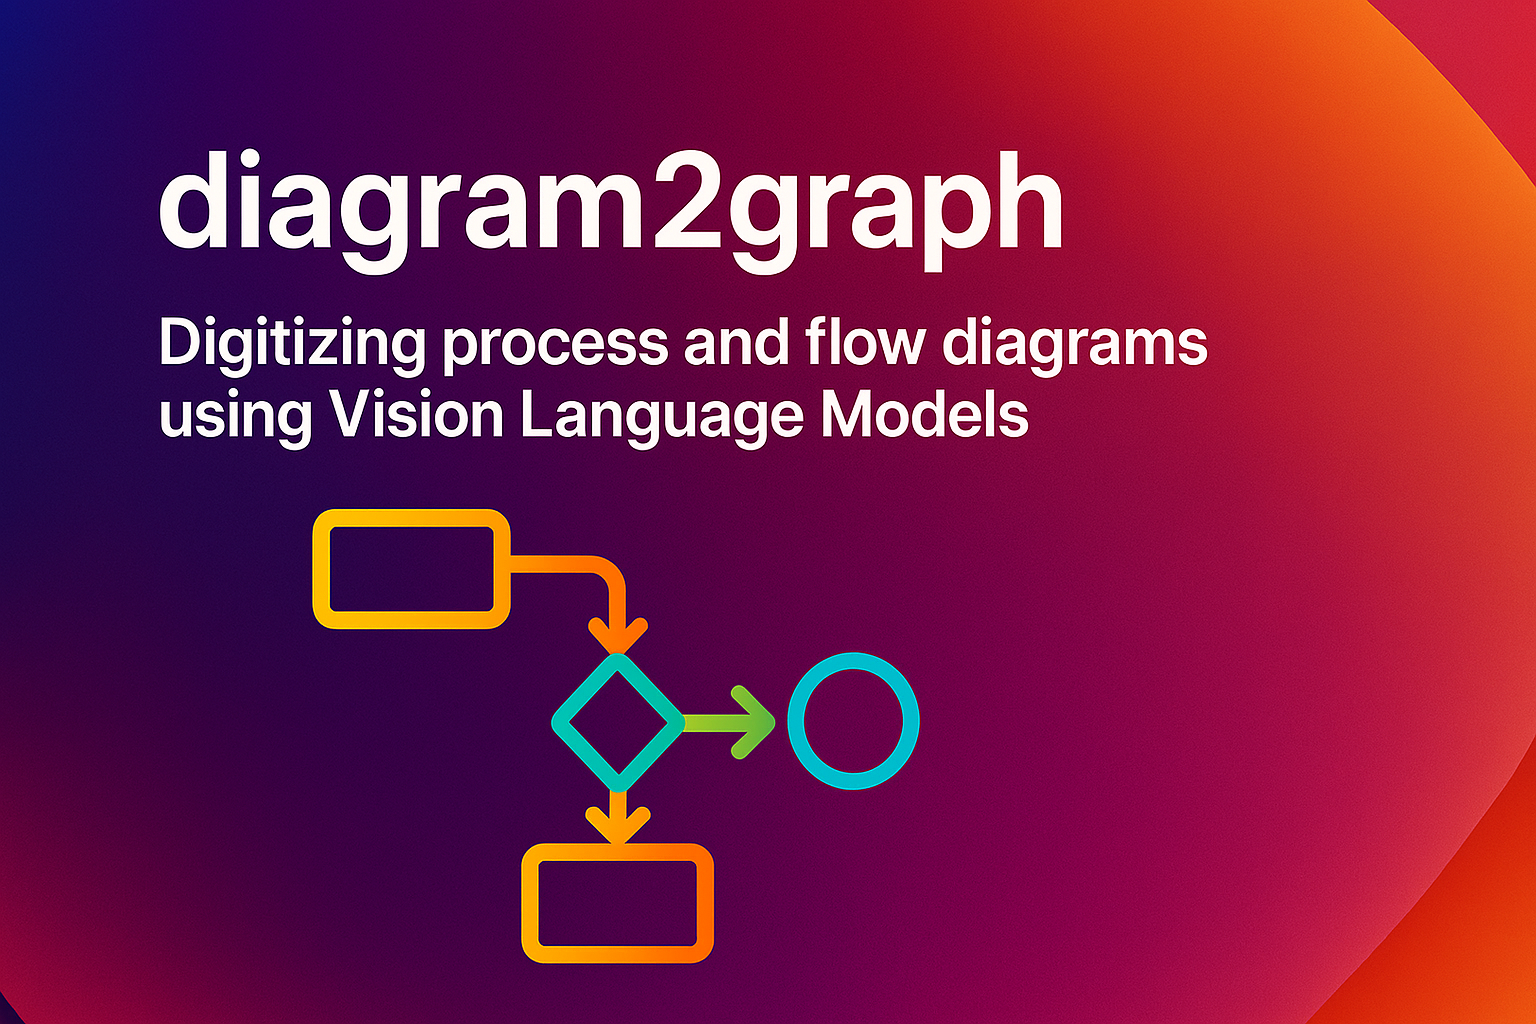 diagram2graph
Digitizing process and flow diagrams
using Vision Language Models